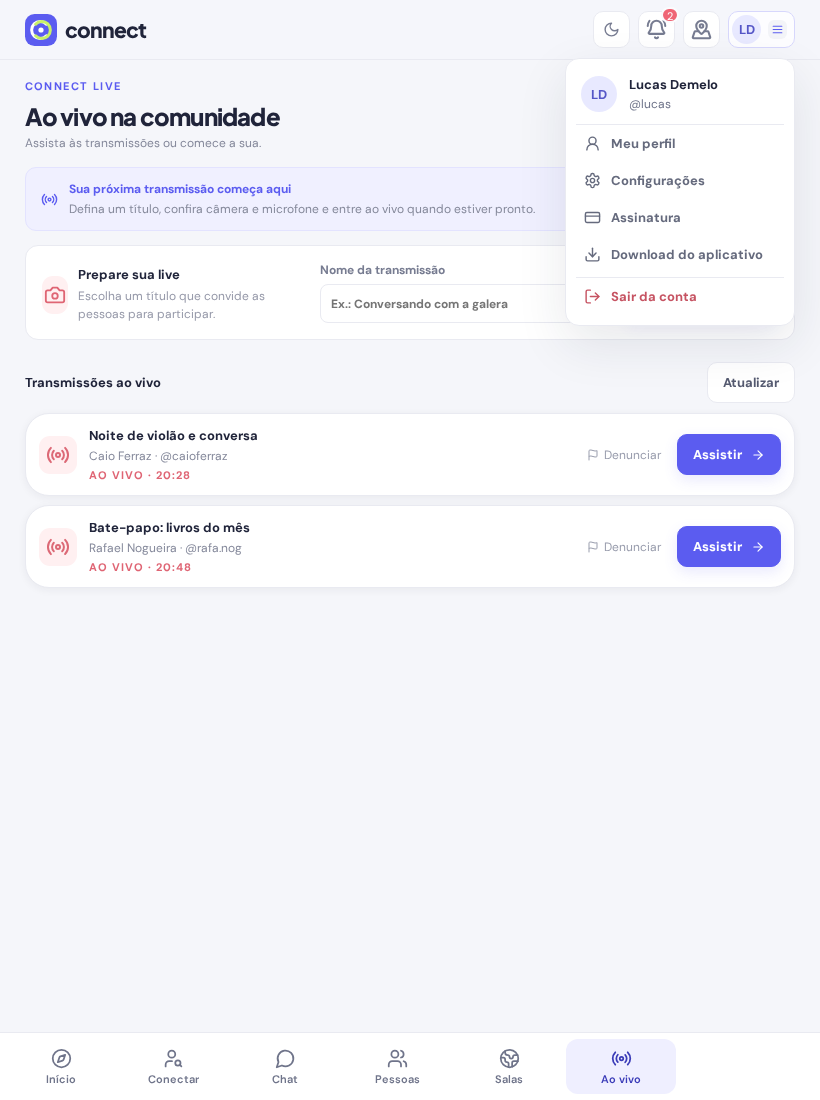 connect
2
LD
LD
Lucas Demelo
@lucas
Meu perfil
Configurações
Assinatura
Download do aplicativo
Sair da conta
CONNECT LIVE
Ao vivo na comunidade
Assista às transmissões ou comece a sua.
Sua próxima transmissão começa aqui
Defina um título, confira câmera e microfone e entre ao vivo quando estiver pronto.
Prepare sua live
Escolha um título que convide as
pessoas para participar.
Nome da transmissão
Ex.: Conversando com a galera
Transmissões ao vivo
Atualizar
Noite de violão e conversa
Caio Ferraz · @caioferraz
AO VIVO · 20:28
Denunciar
Assistir
Bate-papo: livros do mês
Rafael Nogueira · @rafa.nog
AO VIVO · 20:48
Denunciar
Assistir
Início
Conectar
Chat
Pessoas
Salas
Ao vivo